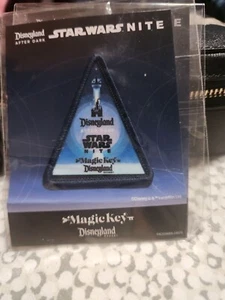 Disneyland STAR WARS NITE
AFTER DARK
Disneyland
STAR
WARS
NITE
Magic Key
Disneyland
Magic Key
Disneyland